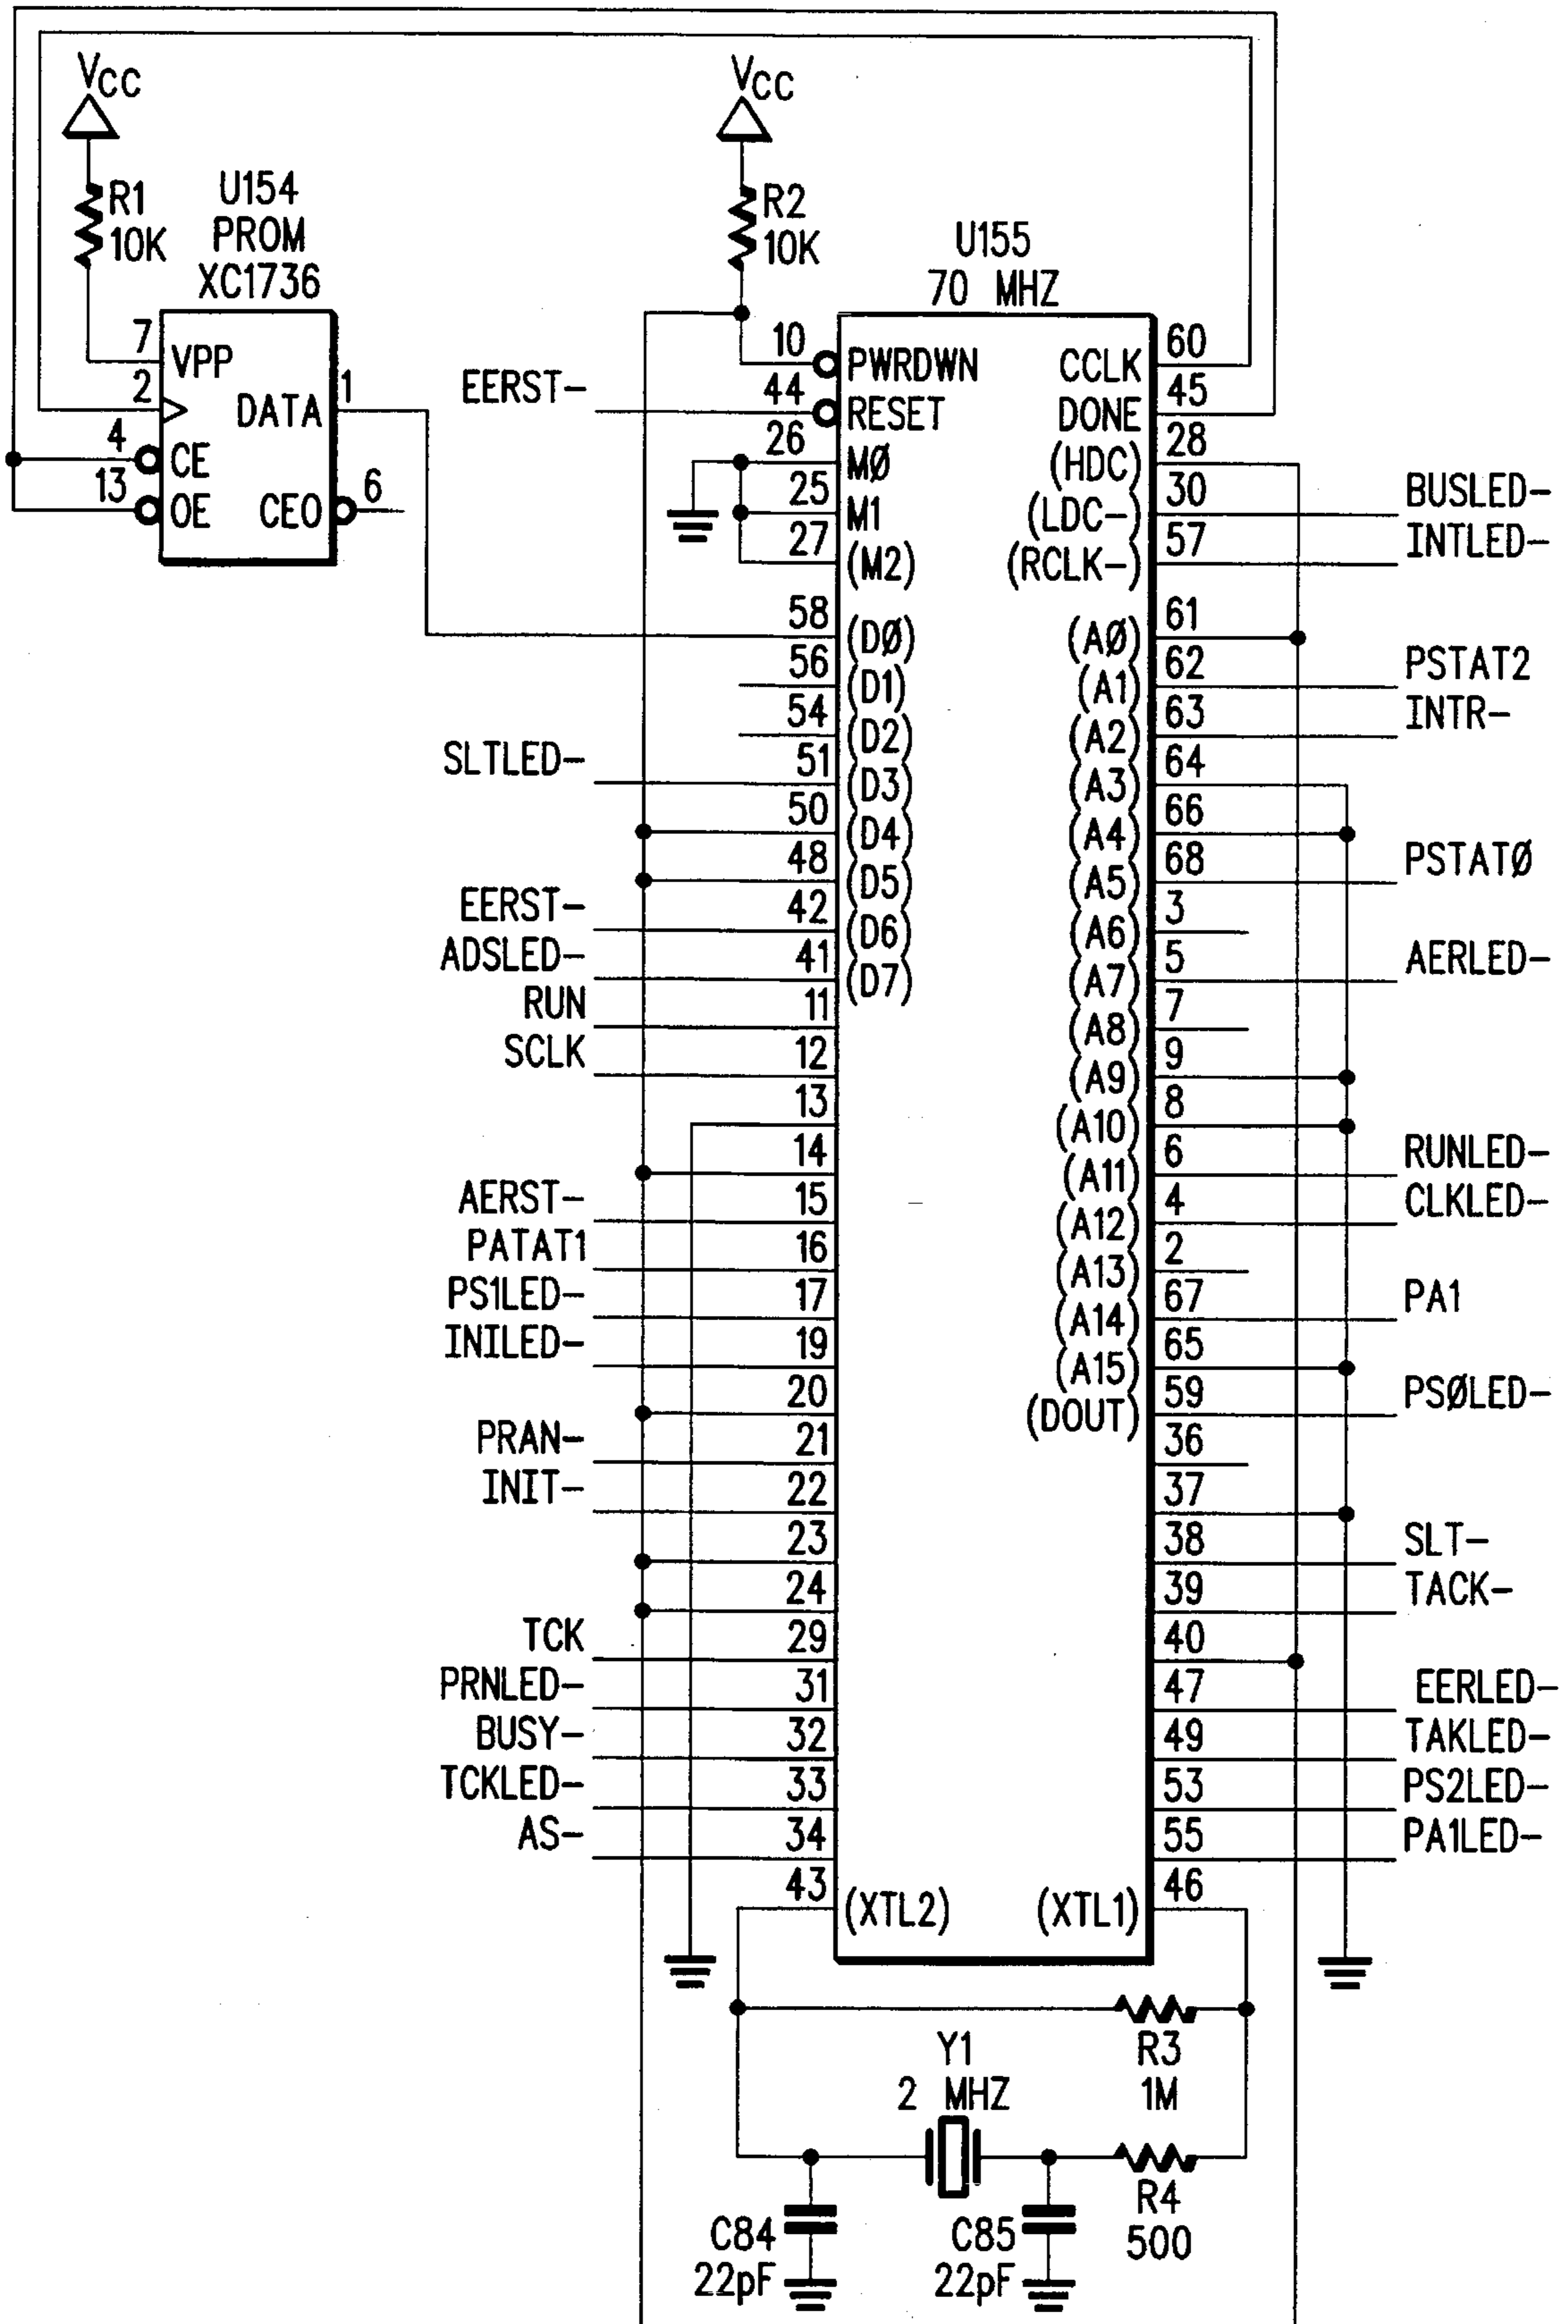 VCC
R1
10K
U154
PROM
XC1736
7
VPP
2
DATA
1
4
CE
13
OE
CEO
6
VCC
R2
10K
U155
70 MHZ
10
PWRDWN
EERST-
44
RESET
26
MØ
25
M1
27
(M2)
58
(DØ)
56
(D1)
54
(D2)
SLTLED-
51
(D3)
50
(D4)
48
(D5)
EERST-
42
(D6)
ADSLED-
41
(D7)
RUN
11
SCLK
12
13
14
AERST-
15
PATAT1
16
PS1LED-
17
INILED-
19
20
PRAN-
21
INIT-
22
23
24
TCK
29
PRNLED-
31
BUSY-
32
TCKLED-
33
AS-
34
43
(XTL2)
CCLK
60
DONE
45
(HDC)
28
(LDC-)
30
BUSLED-
(RCLK-)
57
INTLED-
(AØ)
61
(A1)
62
PSTAT2
(A2)
63
INTR-
(A3)
64
(A4)
66
(A5)
68
PSTATØ
(A6)
3
(A7)
5
AERLED-
(A8)
7
(A9)
9
(A10)
8
(A11)
6
RUNLED-
(A12)
4
CLKLED-
(A13)
2
(A14)
67
PA1
(A15)
65
(DOUT)
59
PSØLED-
36
37
38
SLT-
39
TACK-
40
47
EERLED-
49
TAKLED-
53
PS2LED-
55
PA1LED-
(XTL1)
46
R3
1M
Y1
2 MHZ
R4
500
C84
22pF
C85
22pF